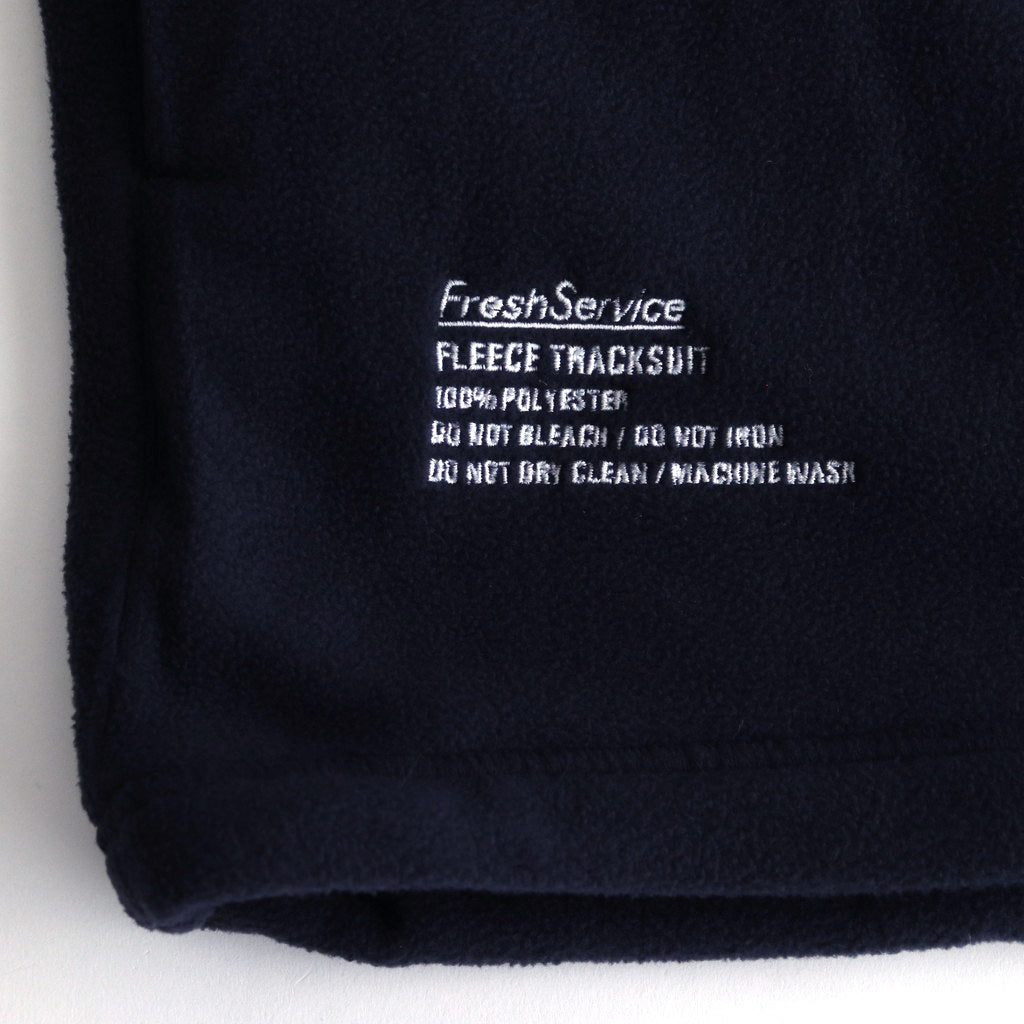 FreshService
FLEECE TRACKSUIT
100% POLYESTER
DO NOT BLEACH / DO NOT IRON
DO NOT DRY CLEAN / MACHINE WASH